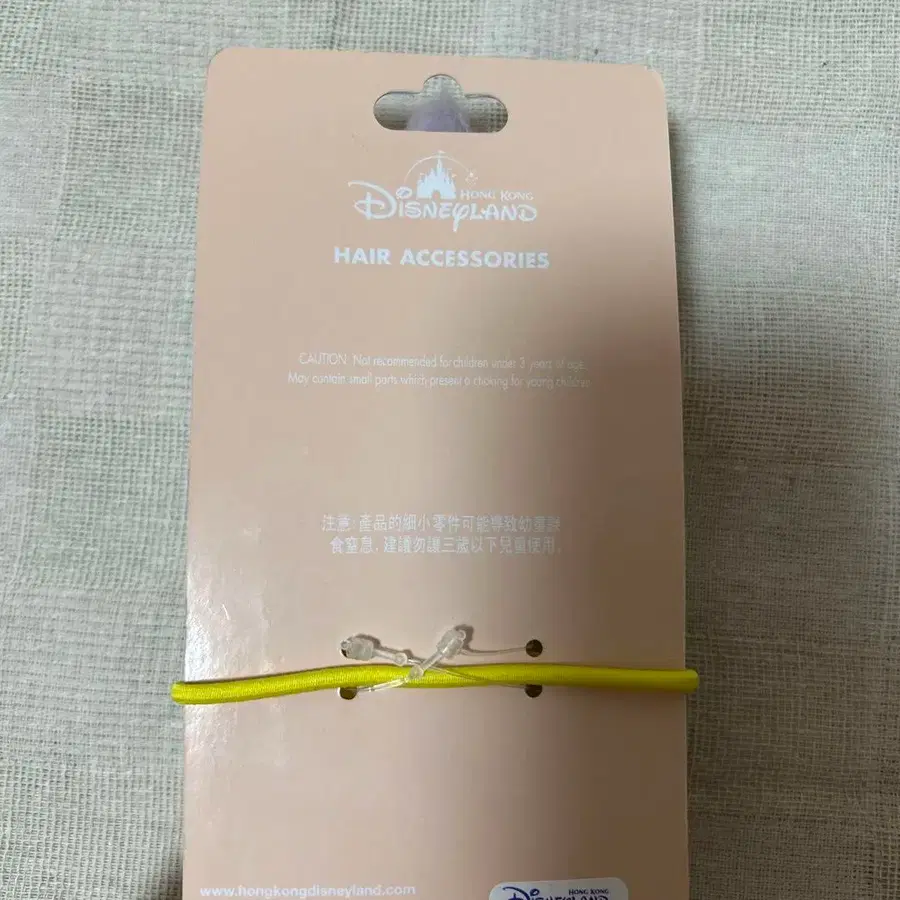 HONG KONG
DISNEYLAND
HAIR ACCESSORIES
CAUTION: Not recommended for children under 3 years of age.
May contain small parts which present a choking for young children
注意:產品的細小零件可能導致幼童誤
食窒息,建議勿讓三歲以下兒童使用。
www.hongkongdisneyland.com
HONG KONG
DISNEYLAND